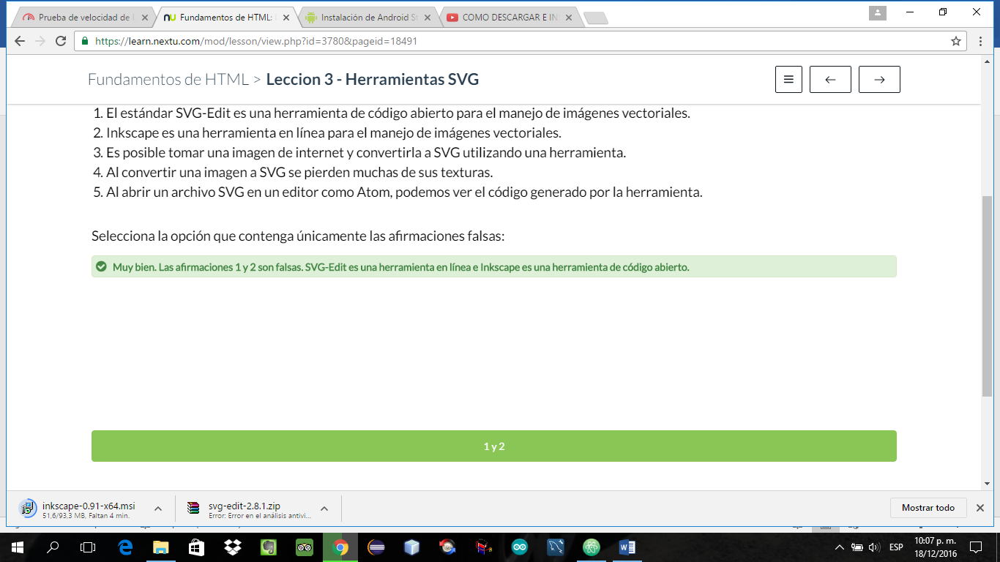 Prueba de velocidad de
Fundamentos de HTML:
Instalación de Android S
COMO DESCARGAR E IN
https://learn.nextu.com/mod/lesson/view.php?id=3780&pageid=18491
Fundamentos de HTML > Leccion 3 - Herramientas SVG
1. El estándar SVG-Edit es una herramienta de código abierto para el manejo de imágenes vectoriales.
2. Inkscape es una herramienta en línea para el manejo de imágenes vectoriales.
3. Es posible tomar una imagen de internet y convertirla a SVG utilizando una herramienta.
4. Al convertir una imagen a SVG se pierden muchas de sus texturas.
5. Al abrir un archivo SVG en un editor como Atom, podemos ver el código generado por la herramienta.
Selecciona la opción que contenga únicamente las afirmaciones falsas:
Muy bien. Las afirmaciones 1 y 2 son falsas. SVG-Edit es una herramienta en línea e Inkscape es una herramienta de código abierto.
1 y 2
inkscape-0.91-x64.msi
51,6/93,3 MB, Faltan 4 min.
svg-edit-2.8.1.zip
Error: Error en el análisis antivi...
Mostrar todo
ESP
10:07 p. m.
18/12/2016